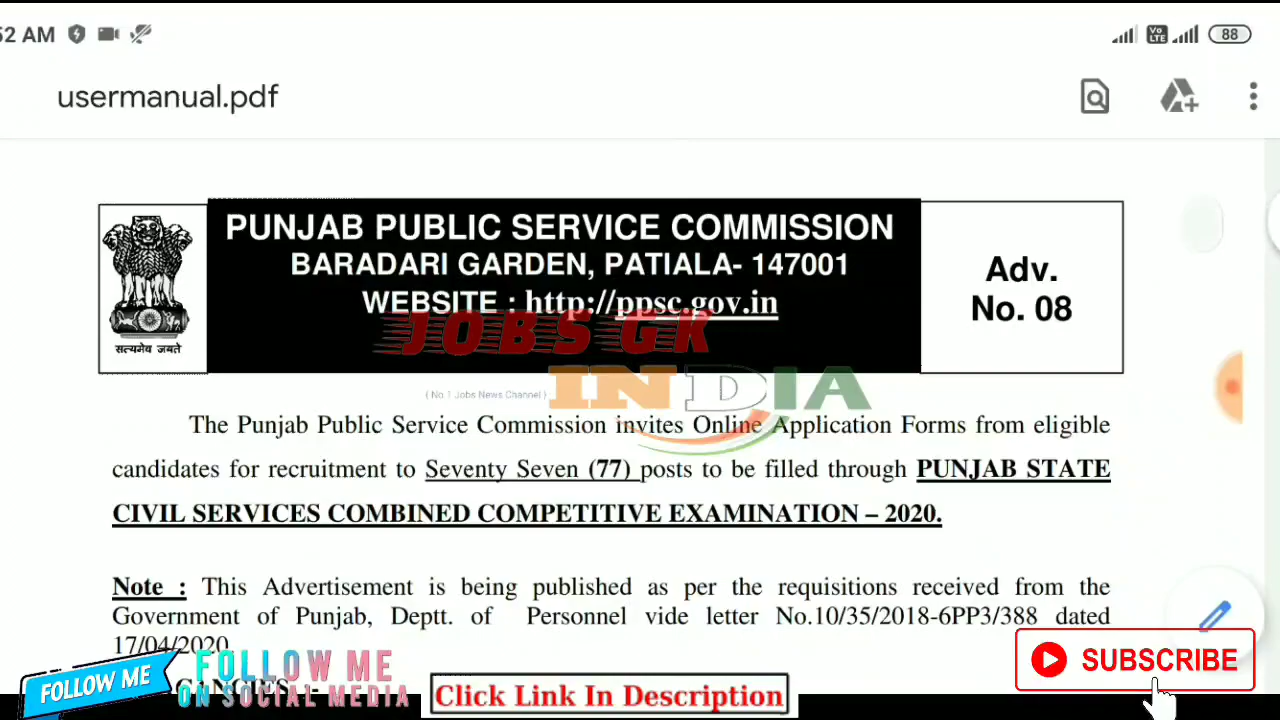 52 AM
Vo LTE
88
usermanual.pdf
PUNJAB PUBLIC SERVICE COMMISSION
BARADARI GARDEN, PATIALA- 147001
WEBSITE : http://ppsc.gov.in
Adv.
No. 08
सत्यमेव जयते
JOBS GK
INDIA
( No.1 Jobs News Channel )
The Punjab Public Service Commission invites Online Application Forms from eligible
candidates for recruitment to Seventy Seven (77) posts to be filled through PUNJAB STATE
CIVIL SERVICES COMBINED COMPETITIVE EXAMINATION – 2020.
Note : This Advertisement is being published as per the requisitions received from the
Government of Punjab, Deptt. of Personnel vide letter No.10/35/2018-6PP3/388 dated
17/04/2020
FOLLOW ME
FOLLOW ME
ON SOCIAL MEDIA
Click Link In Description
SUBSCRIBE